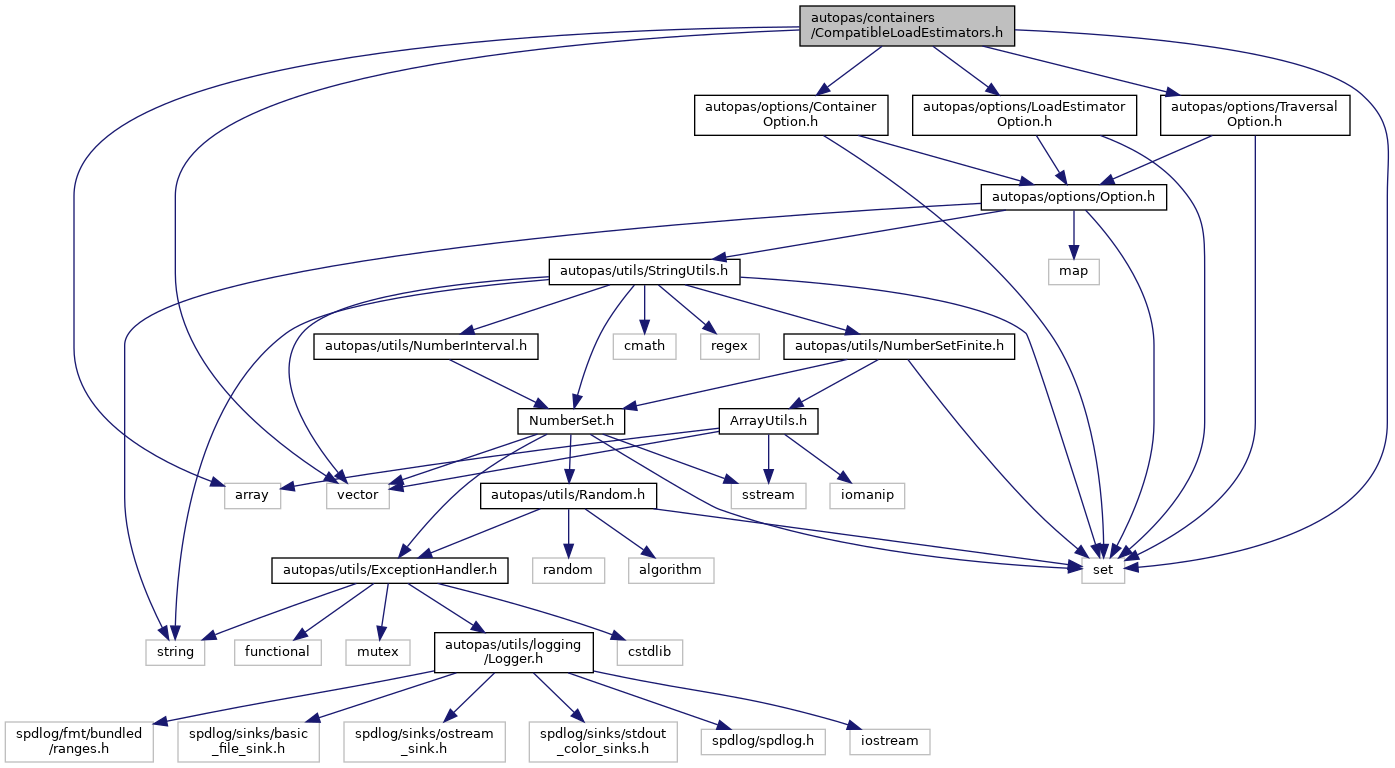 autopas/containers
/CompatibleLoadEstimators.h
autopas/options/Container
Option.h
autopas/options/LoadEstimator
Option.h
autopas/options/Traversal
Option.h
autopas/options/Option.h
autopas/utils/StringUtils.h
map
autopas/utils/NumberInterval.h
cmath
regex
autopas/utils/NumberSetFinite.h
NumberSet.h
ArrayUtils.h
array
vector
autopas/utils/Random.h
sstream
iomanip
autopas/utils/ExceptionHandler.h
random
algorithm
set
string
functional
mutex
autopas/utils/logging
/Logger.h
cstdlib
spdlog/fmt/bundled
/ranges.h
spdlog/sinks/basic
_file_sink.h
spdlog/sinks/ostream
_sink.h
spdlog/sinks/stdout
_color_sinks.h
spdlog/spdlog.h
iostream